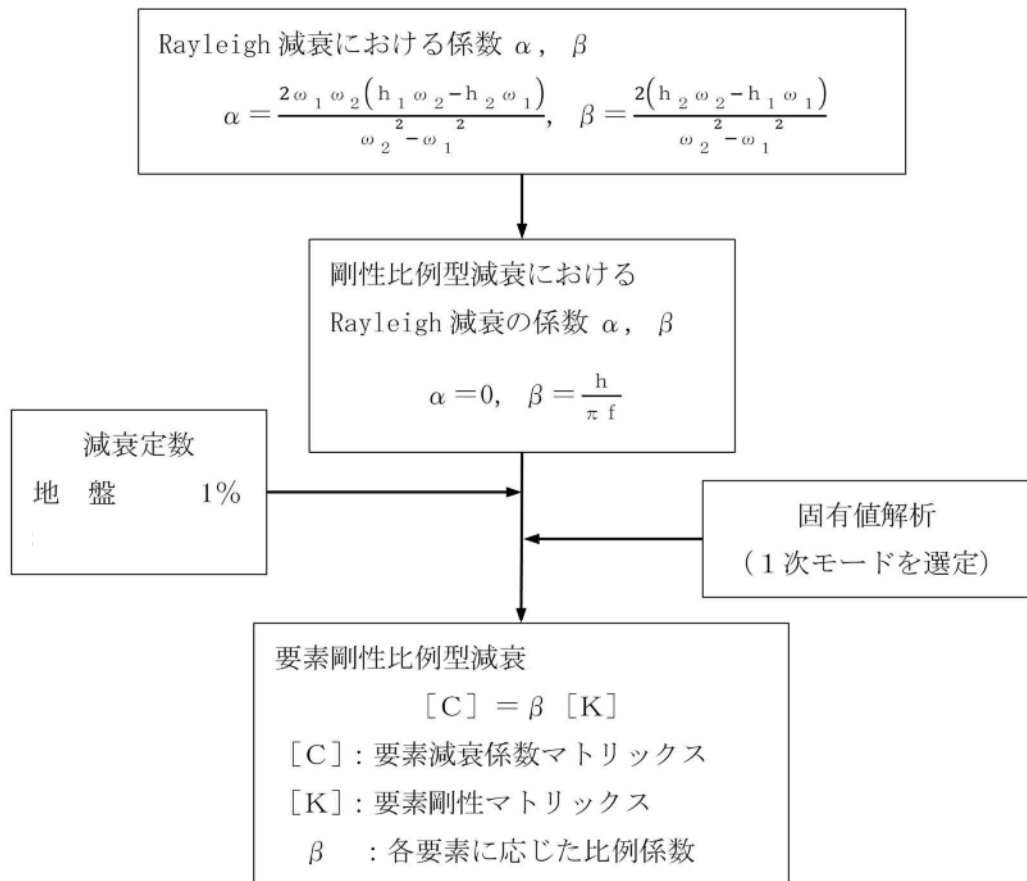 Rayleigh 減衰における係数 α, β
α=2ω1ω2(h1ω2−h2ω1)/ω2²−ω1², β=2(h2ω2−h1ω1)/ω2²−ω1²
剛性比例型減衰における
Rayleigh 減衰の係数 α, β
α=0, β=h/πf
減衰定数
地 盤 1%
固有値解析
(1次モードを選定)
要素剛性比例型減衰
[C]=β [K]
[C]:要素減衰係数マトリックス
[K]:要素剛性マトリックス
β :各要素に応じた比例係数